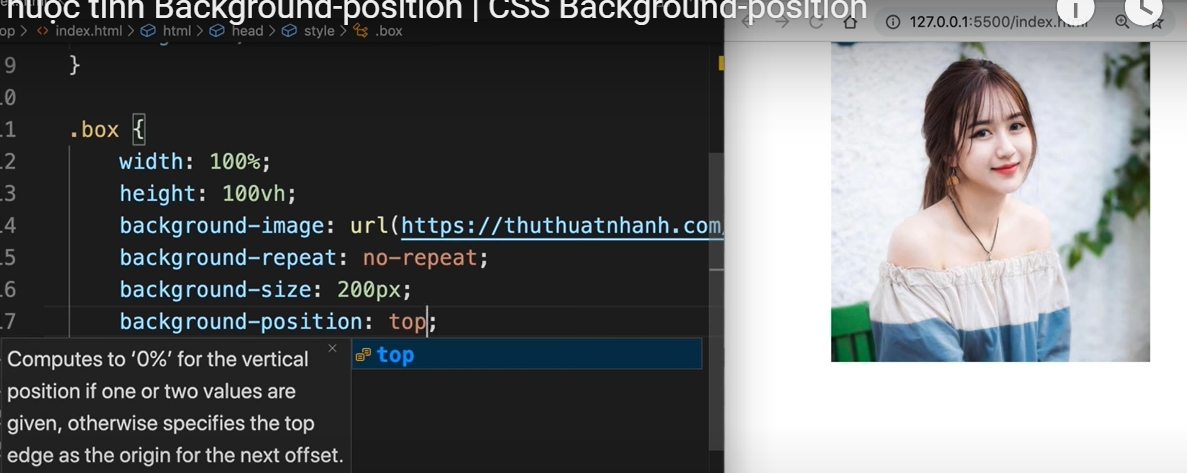 nuộc tính Background-position | CSS Background-position
op > index.html > html > head > style > .box
127.0.0.1:5500/index.html
9 }
10
11 .box {
12 width: 100%;
13 height: 100vh;
14 background-image: url(https://thuthuatnhanh.com/
15 background-repeat: no-repeat;
16 background-size: 200px;
17 background-position: top;
top
Computes to ‘0%’ for the vertical
position if one or two values are
given, otherwise specifies the top
edge as the origin for the next offset.